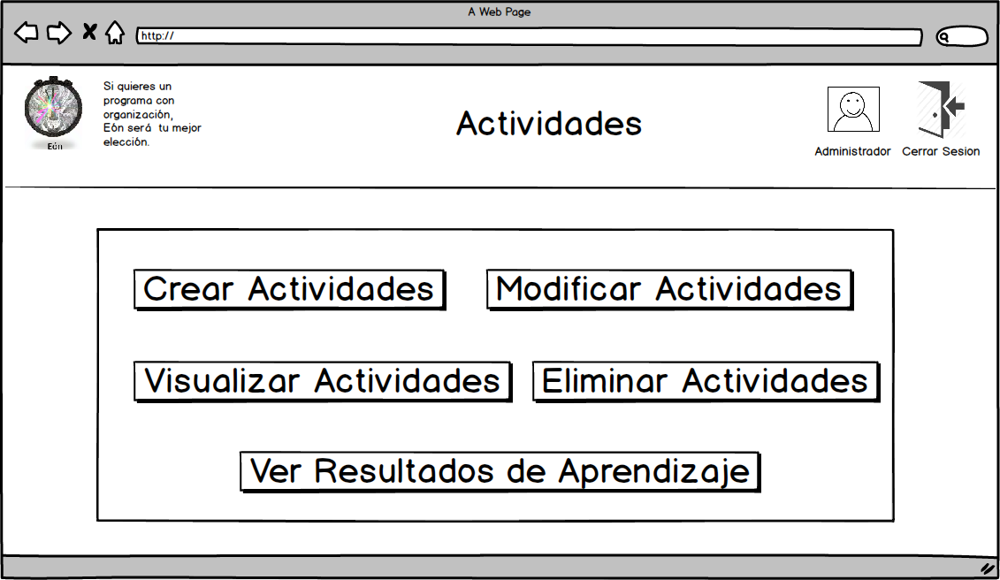 A Web Page
http://
Si quieres un
programa con
organización,
Eón será tu mejor
elección.
Eón
Actividades
Administrador
Cerrar Sesion
Crear Actividades
Modificar Actividades
Visualizar Actividades
Eliminar Actividades
Ver Resultados de Aprendizaje